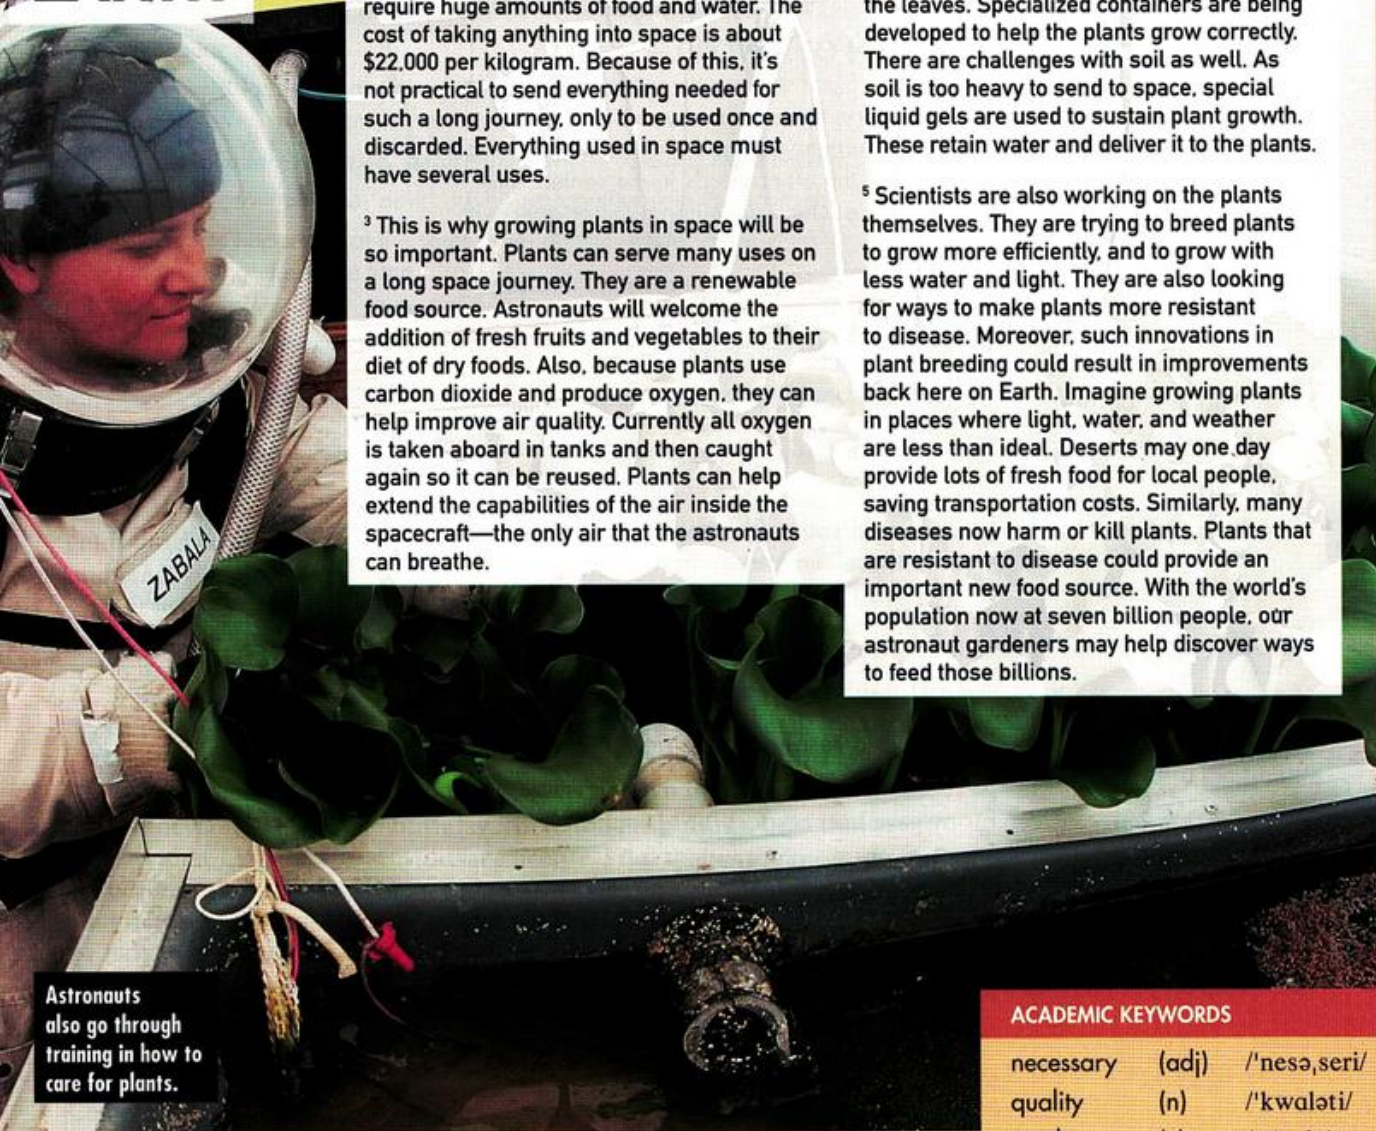 require huge amounts of food and water. The
cost of taking anything into space is about
$22,000 per kilogram. Because of this, it's
not practical to send everything needed for
such a long journey, only to be used once and
discarded. Everything used in space must
have several uses.
3 This is why growing plants in space will be
so important. Plants can serve many uses on
a long space journey. They are a renewable
food source. Astronauts will welcome the
addition of fresh fruits and vegetables to their
diet of dry foods. Also, because plants use
carbon dioxide and produce oxygen, they can
help improve air quality. Currently all oxygen
is taken aboard in tanks and then caught
again so it can be reused. Plants can help
extend the capabilities of the air inside the
spacecraft—the only air that the astronauts
can breathe.
the leaves. Specialized containers are being
developed to help the plants grow correctly.
There are challenges with soil as well. As
soil is too heavy to send to space, special
liquid gels are used to sustain plant growth.
These retain water and deliver it to the plants.
5 Scientists are also working on the plants
themselves. They are trying to breed plants
to grow more efficiently, and to grow with
less water and light. They are also looking
for ways to make plants more resistant
to disease. Moreover, such innovations in
plant breeding could result in improvements
back here on Earth. Imagine growing plants
in places where light, water, and weather
are less than ideal. Deserts may one day
provide lots of fresh food for local people,
saving transportation costs. Similarly, many
diseases now harm or kill plants. Plants that
are resistant to disease could provide an
important new food source. With the world's
population now at seven billion people, our
astronaut gardeners may help discover ways
to feed those billions.
ZABALA
Astronauts
also go through
training in how to
care for plants.
ACADEMIC KEYWORDS
necessary (adj) /ˈnesəˌseri/
quality (n) /ˈkwɑləti/